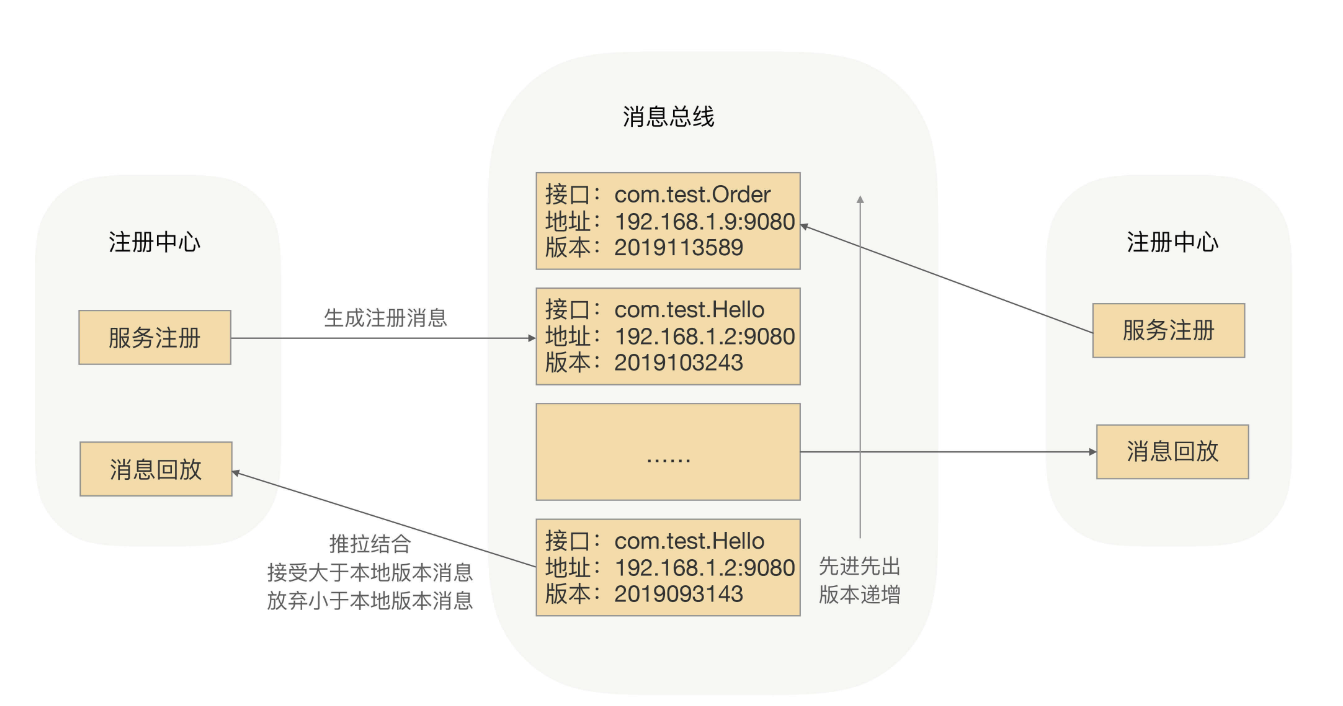 消息总线
接口：com.test.Order
地址：192.168.1.9:9080
版本：2019113589
接口：com.test.Hello
地址：192.168.1.2:9080
版本：2019103243
……
接口：com.test.Hello
地址：192.168.1.2:9080
版本：2019093143
先进先出
版本递增
注册中心
服务注册
生成注册消息
消息回放
推拉结合
接受大于本地版本消息
放弃小于本地版本消息
注册中心
服务注册
消息回放